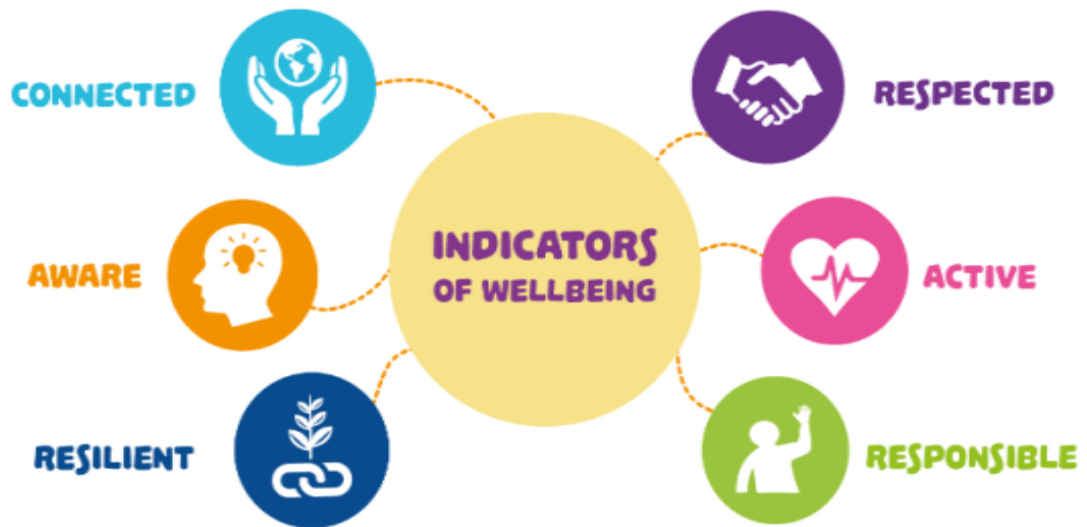 CONNECTED
RESPECTED
INDICATORS
OF WELLBEING
AWARE
ACTIVE
RESILIENT
RESPONSIBLE